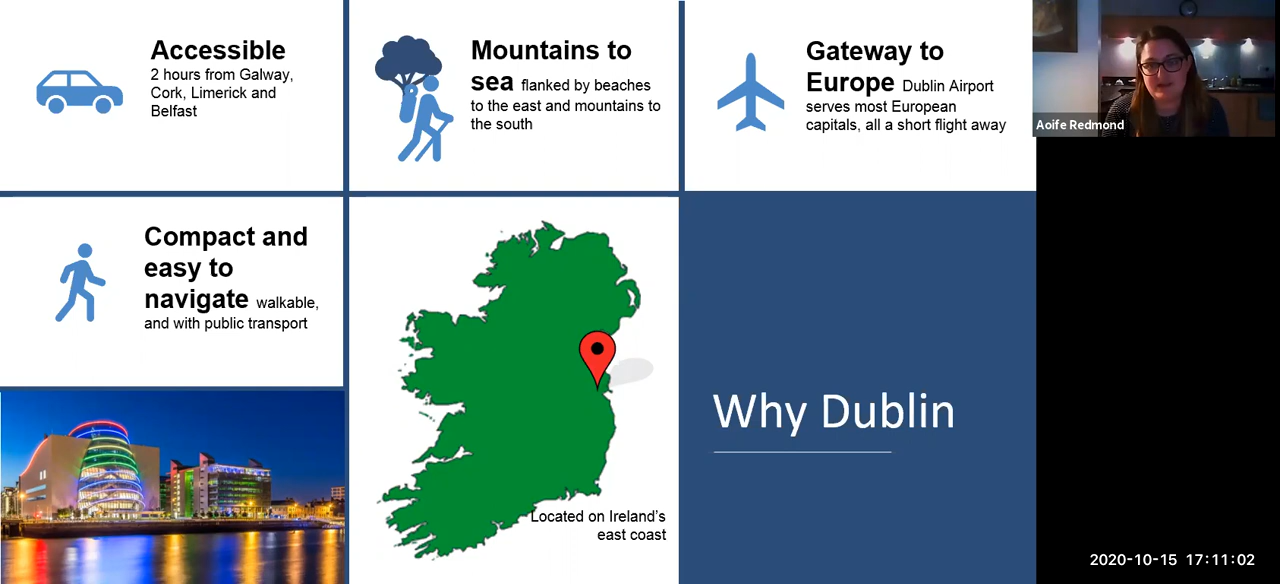 Accessible
2 hours from Galway,
Cork, Limerick and
Belfast
Mountains to
sea flanked by beaches
to the east and mountains to
the south
Gateway to
Europe Dublin Airport
serves most European
capitals, all a short flight away
Aoife Redmond
Compact and
easy to
navigate walkable,
and with public transport
Located on Ireland's
east coast
Why Dublin
2020-10-15 17:11:02